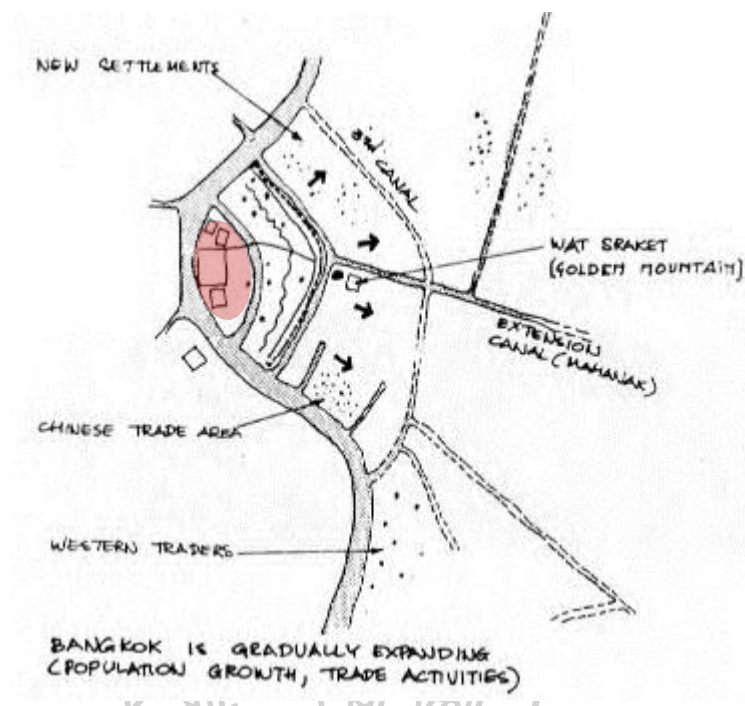 NEW SETTLEMENTS
3RD CANAL
WAT SRAKET
(GOLDEN MOUNTAIN)
EXTENSION
CANAL (MAHANAK)
CHINESE TRADE AREA
WESTERN TRADERS
BANGKOK IS GRADUALLY EXPANDING
(POPULATION GROWTH, TRADE ACTIVITIES)